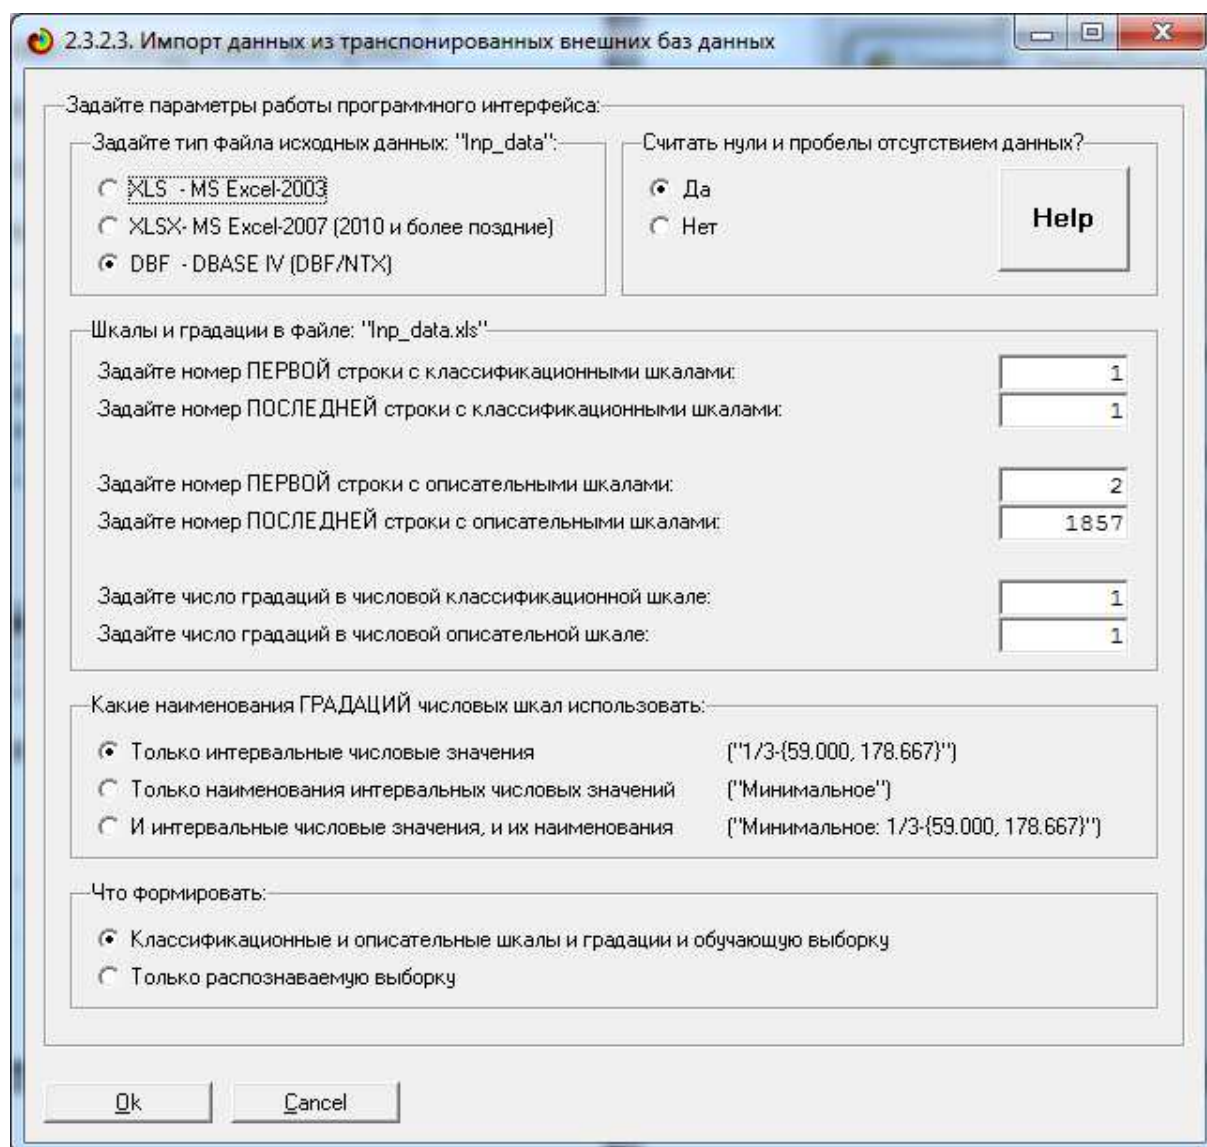 2.3.2.3. Импорт данных из транспонированных внешних баз данных
Задайте параметры работы программного интерфейса:
Задайте тип файла исходных данных: "Inp_data":
XLS - MS Excel-2003
XLSX- MS Excel-2007 (2010 и более поздние)
DBF - DBASE IV (DBF/NTX)
Считать нули и пробелы отсутствием данных?
Да
Нет
Help
Шкалы и градации в файле: "Inp_data.xls"
Задайте номер ПЕРВОЙ строки с классификационными шкалами: 1
Задайте номер ПОСЛЕДНЕЙ строки с классификационными шкалами: 1
Задайте номер ПЕРВОЙ строки с описательными шкалами: 2
Задайте номер ПОСЛЕДНЕЙ строки с описательными шкалами: 1857
Задайте число градаций в числовой классификационной шкале: 1
Задайте число градаций в числовой описательной шкале: 1
Какие наименования ГРАДАЦИЙ числовых шкал использовать:
Только интервальные числовые значения ("1/3-{59.000, 178.667}")
Только наименования интервальных числовых значений ("Минимальное")
И интервальные числовые значения, и их наименования ("Минимальное: 1/3-{59.000, 178.667}")
Что формировать:
Классификационные и описательные шкалы и градации и обучающую выборку
Только распознаваемую выборку
Ok Cancel